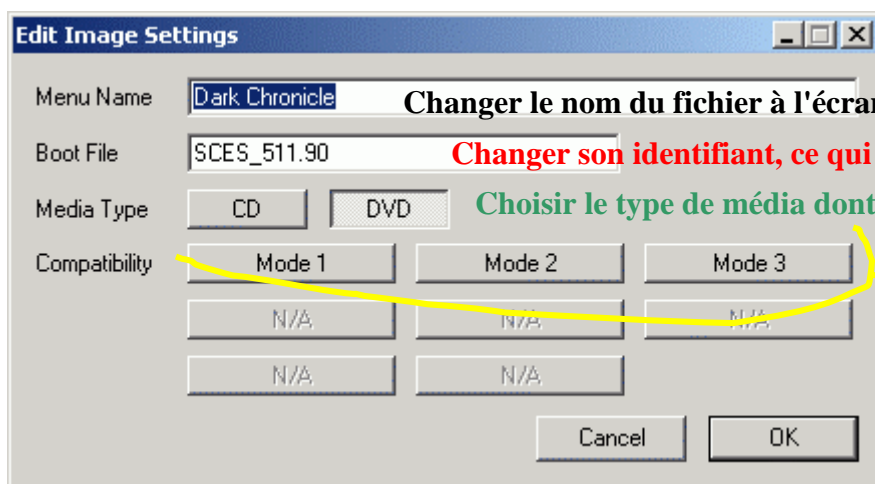 Edit Image Settings
Menu Name Dark Chronicle Changer le nom du fichier à l'écran
Boot File SCES_511.90 Changer son identifiant, ce qui
Media Type CD DVD Choisir le type de média dont
Compatibility Mode 1 Mode 2 Mode 3
N/A N/A N/A
N/A N/A
Cancel OK